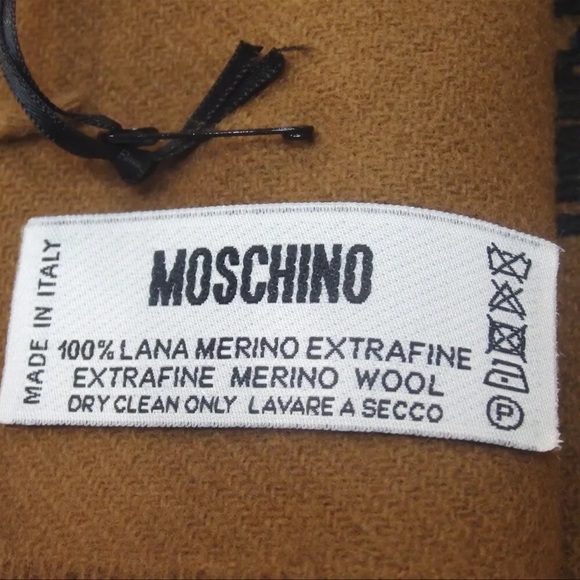 MADE IN ITALY
MOSCHINO
100% LANA MERINO EXTRAFINE
EXTRAFINE MERINO WOOL
DRY CLEAN ONLY LAVARE A SECCO
P